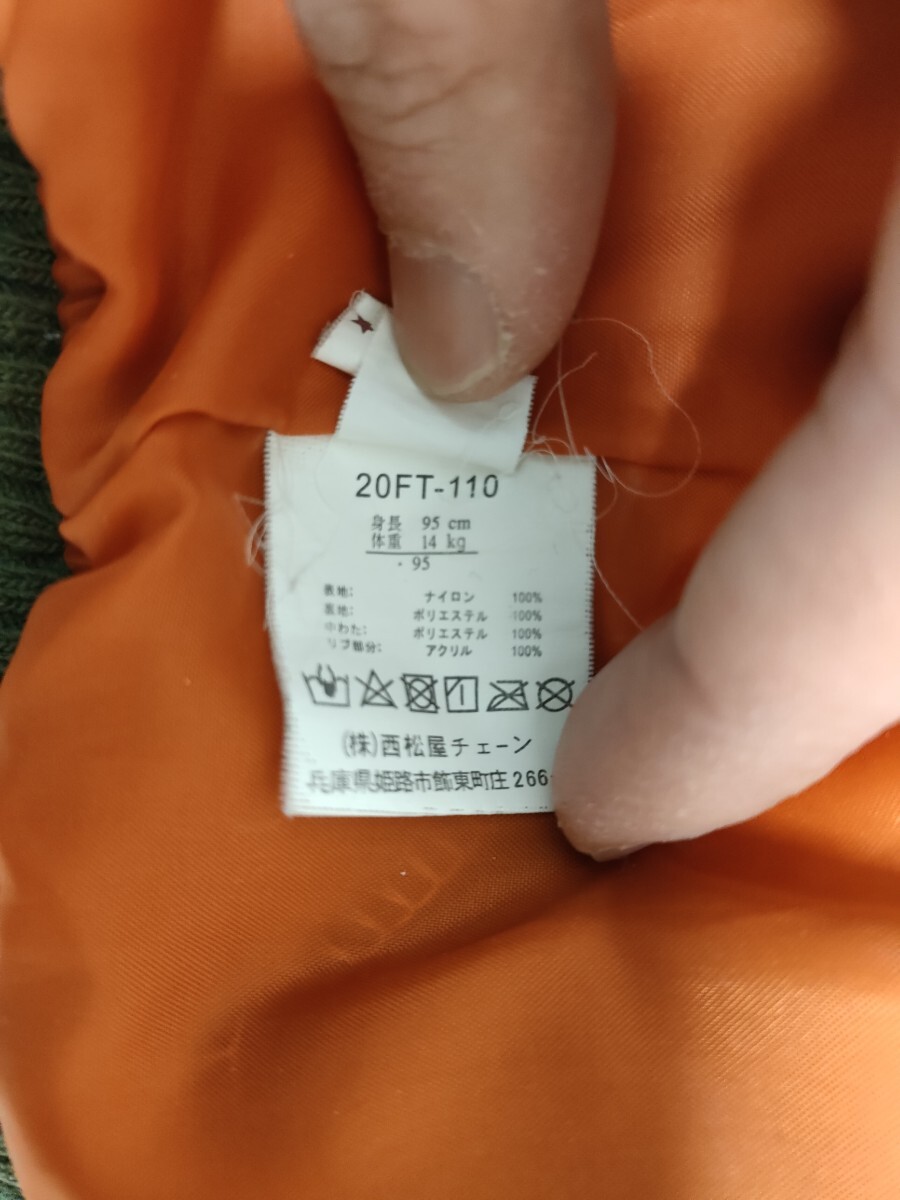 20FT-110
身長 95 cm
体重 14 kg
95
表地: ナイロン 100%
裏地: ポリエステル 100%
中わた: ポリエステル 100%
リブ部分: アクリル 100%
(株)西松屋チェーン
兵庫県姫路市飾東町庄266